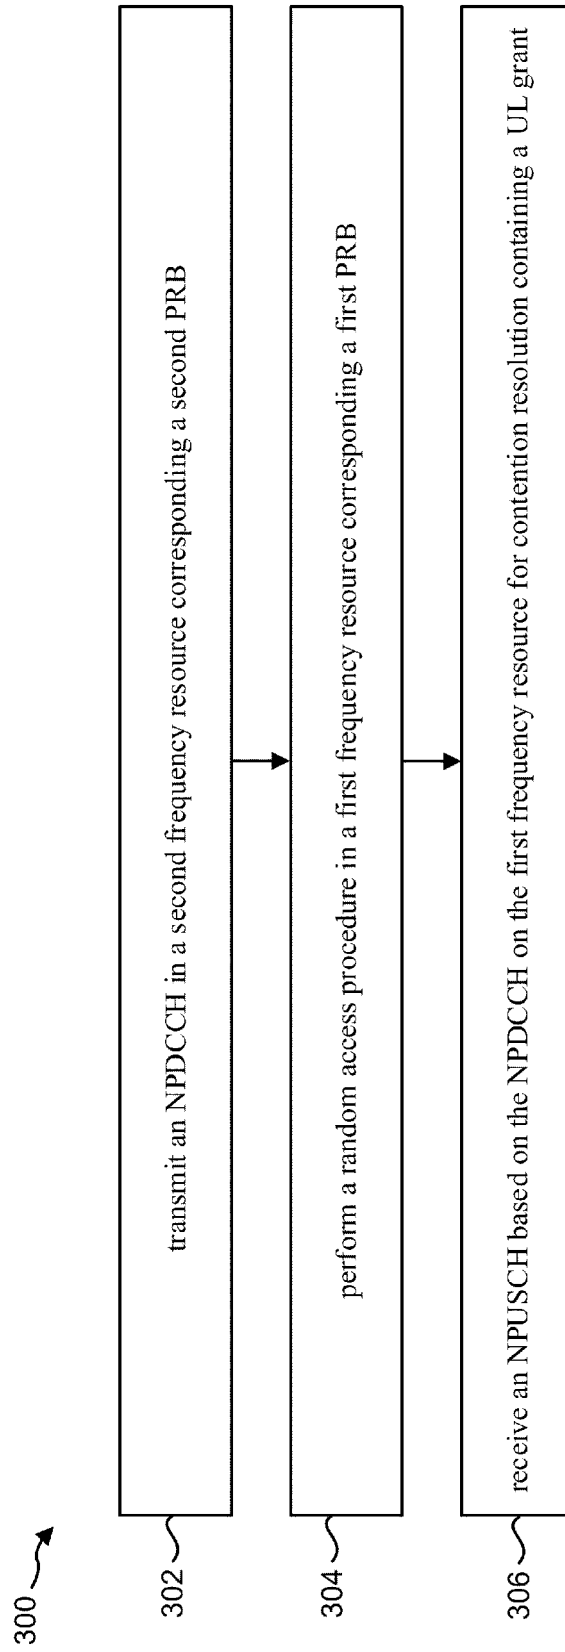 300
302
transmit an NPDCCH in a second frequency resource corresponding a second PRB
304
perform a random access procedure in a first frequency resource corresponding a first PRB
306
receive an NPUSCH based on the NPDCCH on the first frequency resource for contention resolution containing a UL grant